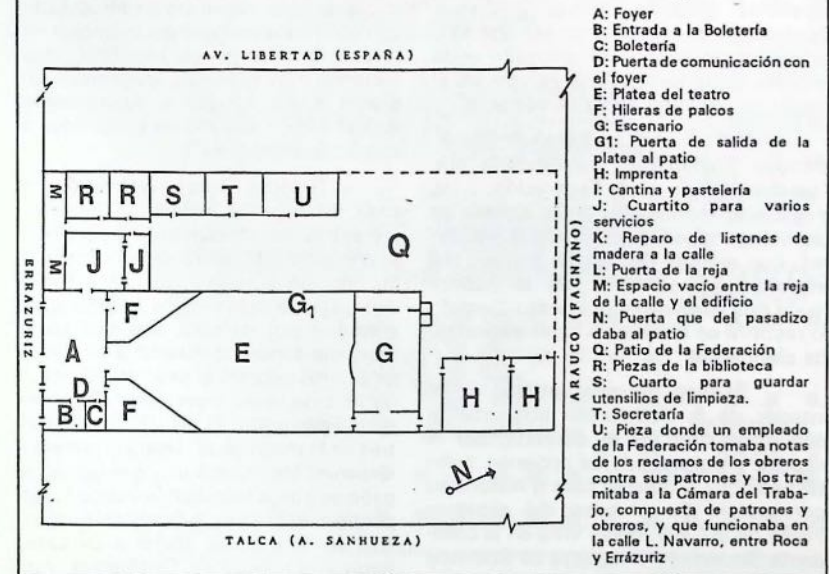 AV. LIBERTAD (ESPAÑA)
M R R S T U
M J J
Q
ERRAZURIZ
ARAUCO (PAGNANO)
F
G1
A E G
D
B C F
H H
N
TALCA (A. SANHUEZA)
A: Foyer
B: Entrada a la Boletería
C: Boletería
D: Puerta de comunicación con
el foyer
E: Platea del teatro
F: Hileras de palcos
G: Escenario
G1: Puerta de salida de la
platea al patio
H: Imprenta
I: Cantina y pastelería
J: Cuartito para varios
servicios
K: Reparo de listones de
madera a la calle
L: Puerta de la reja
M: Espacio vacío entre la reja
de la calle y el edificio
N: Puerta que del pasadizo
daba al patio
Q: Patio de la Federación
R: Piezas de la biblioteca
S: Cuarto para guardar
utensilios de limpieza.
T: Secretaría
U: Pieza donde un empleado
de la Federación tomaba notas
de los reclamos de los obreros
contra sus patrones y los tra-
mitaba a la Cámara del Traba-
jo, compuesta de patrones y
obreros, y que funcionaba en
la calle L. Navarro, entre Roca
y Errázuriz